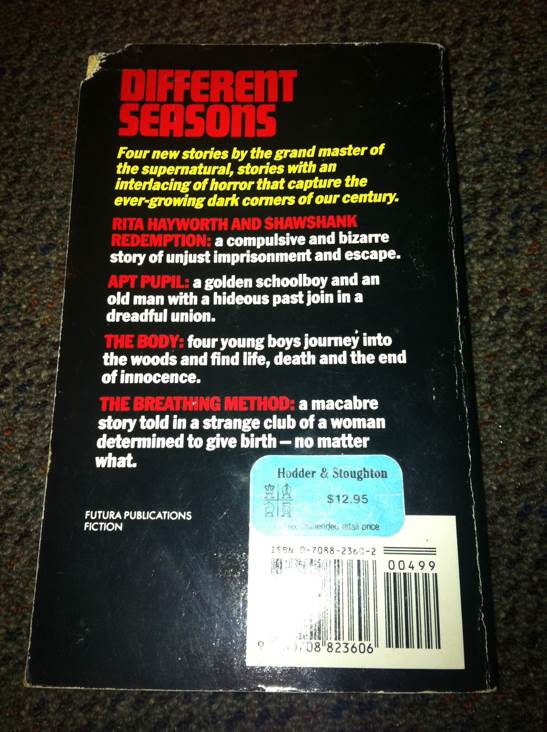 DIFFERENT
SEASONS
Four new stories by the grand master of
the supernatural, stories with an
interlacing of horror that capture the
ever-growing dark corners of our century.
RITA HAYWORTH AND SHAWSHANK
REDEMPTION: a compulsive and bizarre
story of unjust imprisonment and escape.
APT PUPIL: a golden schoolboy and an
old man with a hideous past join in a
dreadful union.
THE BODY: four young boys journey into
the woods and find life, death and the end
of innocence.
THE BREATHING METHOD: a macabre
story told in a strange club of a woman
determined to give birth – no matter
what.
Hodder & Stoughton
$12.95
recommended retail price
FUTURA PUBLICATIONS
FICTION
ISBN 0-7088-2360-2
00499
823606